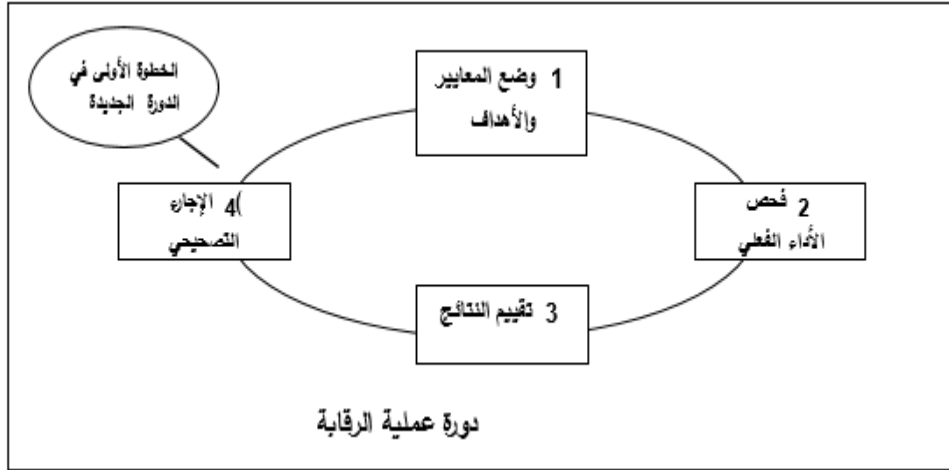 الخطوة الأولى في
الدورة الجديدة
1 وضع المعايير
والأهداف
2 فحص
الأداء الفعلي
3 تقييم النتائج
4) الإجراء
التصحيحي
دورة عملية الرقابة